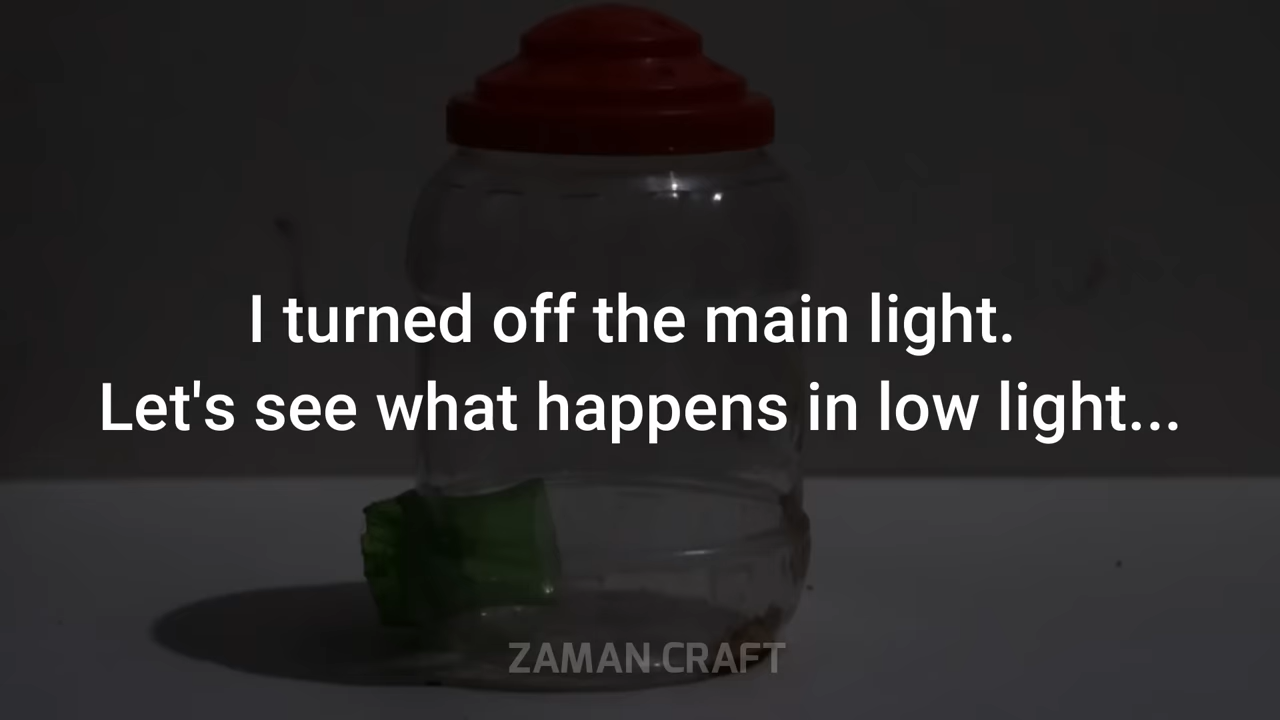 I turned off the main light.
Let's see what happens in low light...
ZAMAN CRAFT